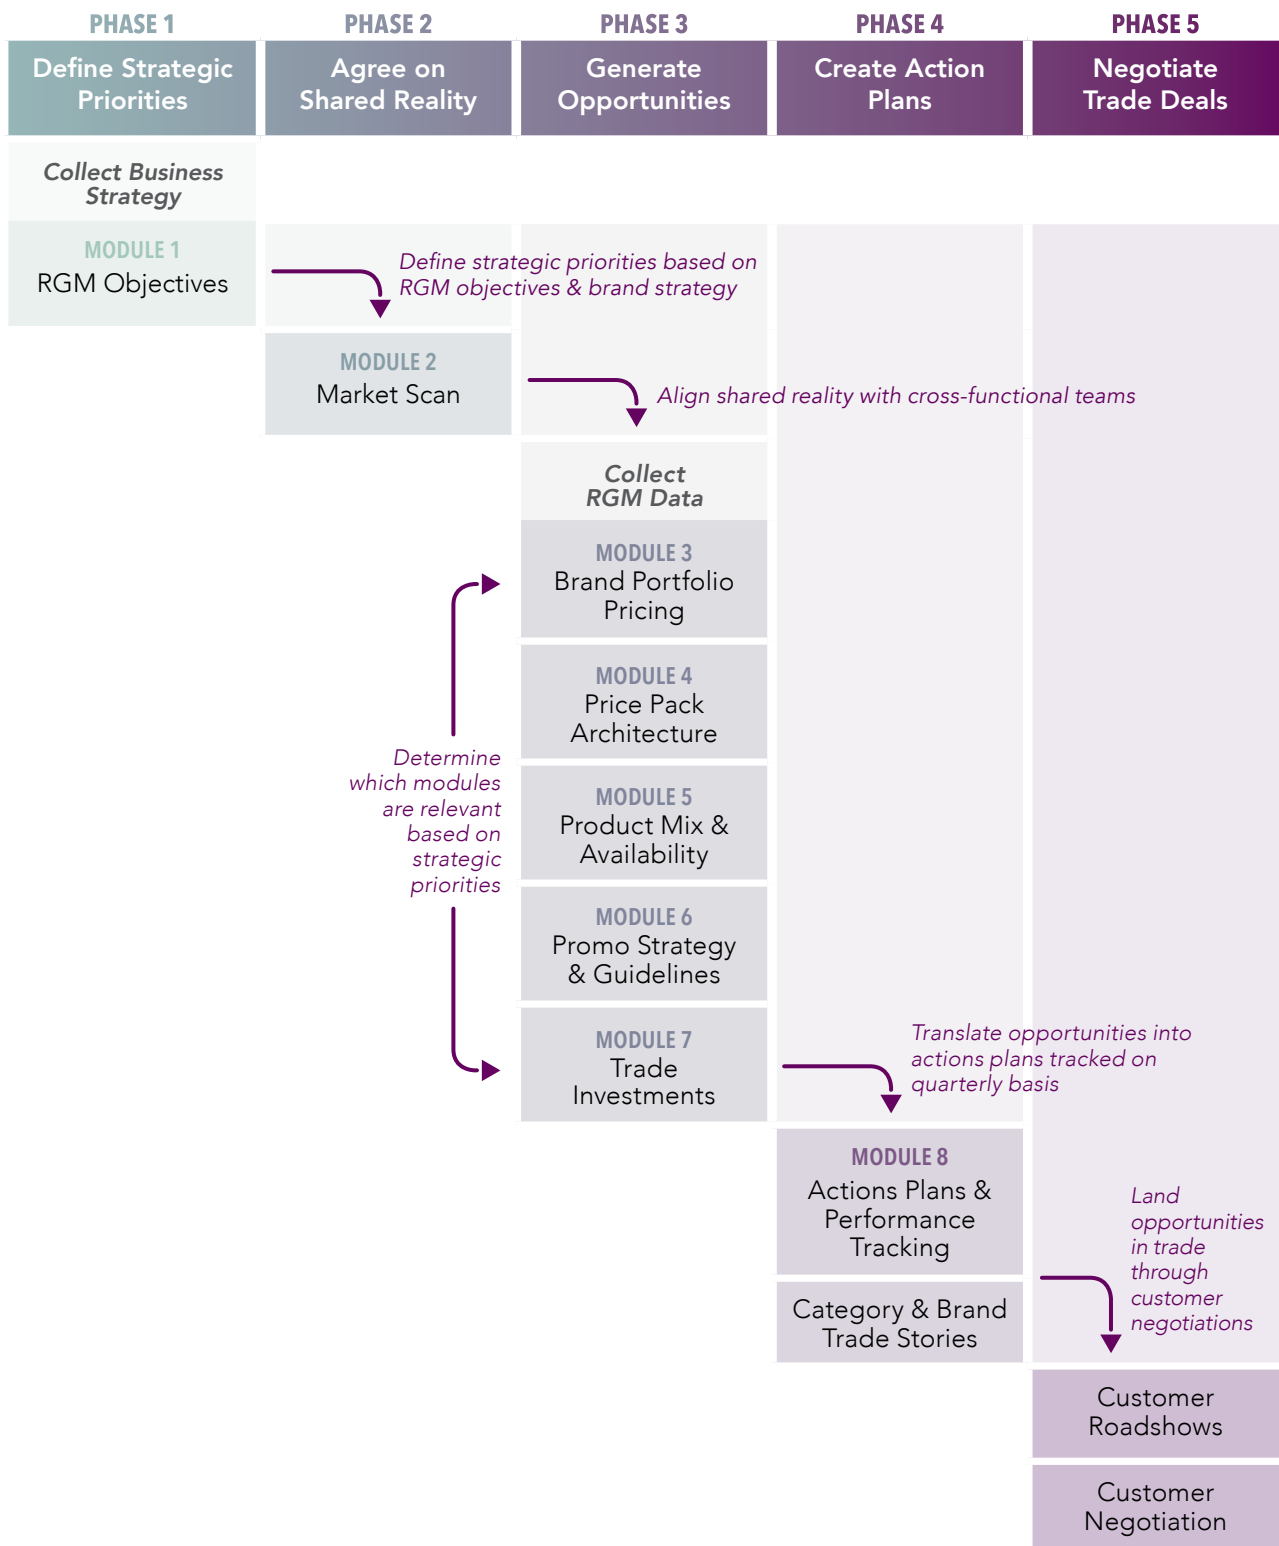 PHASE 1
PHASE 2
PHASE 3
PHASE 4
PHASE 5
Define Strategic
Priorities
Agree on
Shared Reality
Generate
Opportunities
Create Action
Plans
Negotiate
Trade Deals
Collect Business
Strategy
MODULE 1
RGM Objectives
Define strategic priorities based on
RGM objectives & brand strategy
MODULE 2
Market Scan
Align shared reality with cross-functional teams
Collect
RGM Data
MODULE 3
Brand Portfolio
Pricing
MODULE 4
Price Pack
Architecture
Determine
which modules
are relevant
based on
strategic
priorities
MODULE 5
Product Mix &
Availability
MODULE 6
Promo Strategy
& Guidelines
MODULE 7
Trade
Investments
Translate opportunities into
actions plans tracked on
quarterly basis
MODULE 8
Actions Plans &
Performance
Tracking
Category & Brand
Trade Stories
Land
opportunities
in trade
through
customer
negotiations
Customer
Roadshows
Customer
Negotiation